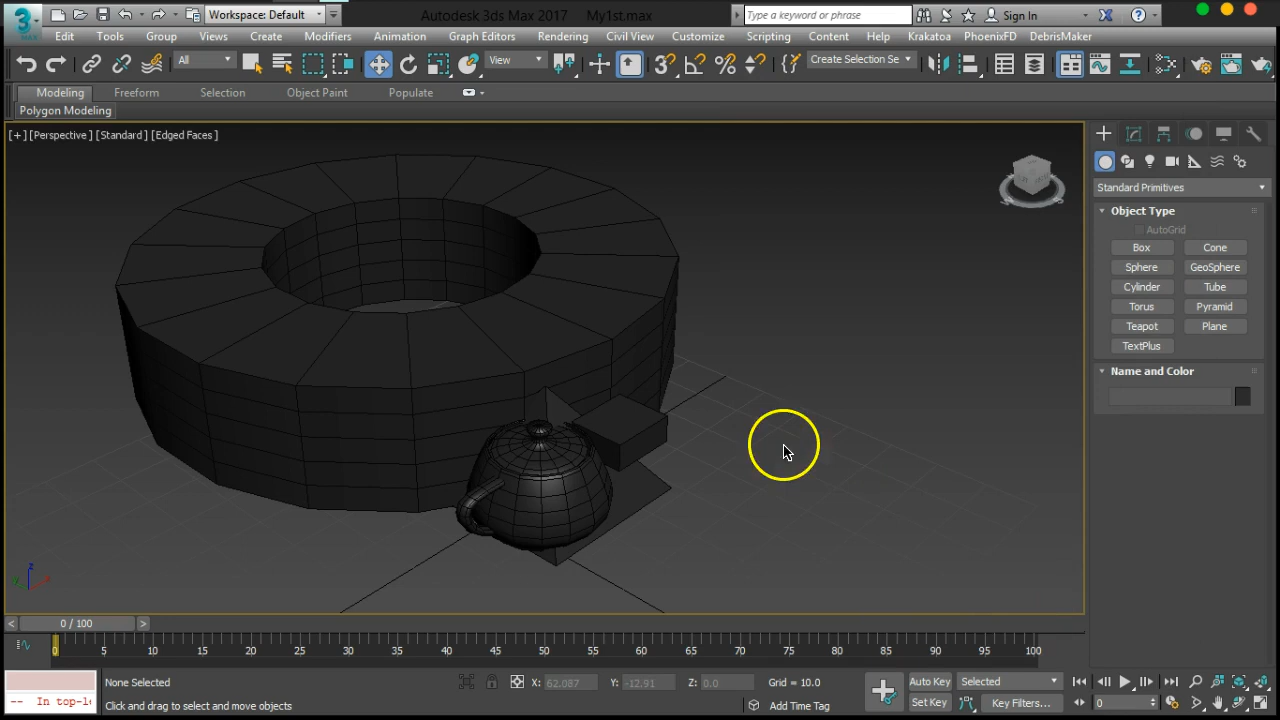 Workspace: Default
Autodesk 3ds Max 2017 My1st.max
Type a keyword or phrase
Sign In
MAX
Edit Tools Group Views Create Modifiers Animation Graph Editors Rendering Civil View Customize Scripting Content Help Krakatoa PhoenixFD DebrisMaker
All
View
3
Create Selection Se
Modeling Freeform Selection Object Paint Populate
Polygon Modeling
[+] [Perspective ] [Standard ] [Edged Faces ]
Standard Primitives
Object Type
AutoGrid
Box Cone
Sphere GeoSphere
Cylinder Tube
Torus Pyramid
Teapot Plane
TextPlus
Name and Color
z
x
0 / 100
0 5 10 15 20 25 30 35 40 45 50 55 60 65 70 75 80 85 90 95 100
None Selected
X: 62.087 Y: -12.91 Z: 0.0 Grid = 10.0
Auto Key Selected
-- In top-le
Click and drag to select and move objects
Add Time Tag
Set Key Key Filters... 0